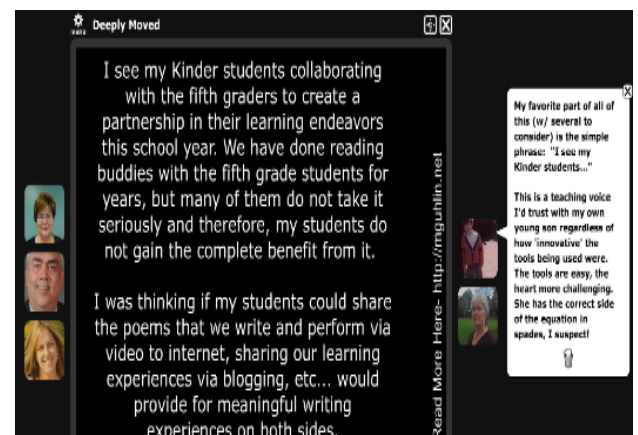 menu
Deeply Moved
I see my Kinder students collaborating
with the fifth graders to create a
partnership in their learning endeavors
this school year. We have done reading
buddies with the fifth grade students for
years, but many of them do not take it
seriously and therefore, my students do
not gain the complete benefit from it.
I was thinking if my students could share
the poems that we write and perform via
video to internet, sharing our learning
experiences via blogging, etc... would
provide for meaningful writing
experiences on both sides.
Read More Here- http://mguhlin.net
My favorite part of all of
this (w/ several to
consider) is the simple
phrase: "I see my
Kinder students..."
This is a teaching voice
I'd trust with my own
young son regardless of
how 'innovative' the
tools being used were.
The tools are easy, the
heart more challenging.
She has the correct side
of the equation in
spades, I suspect!